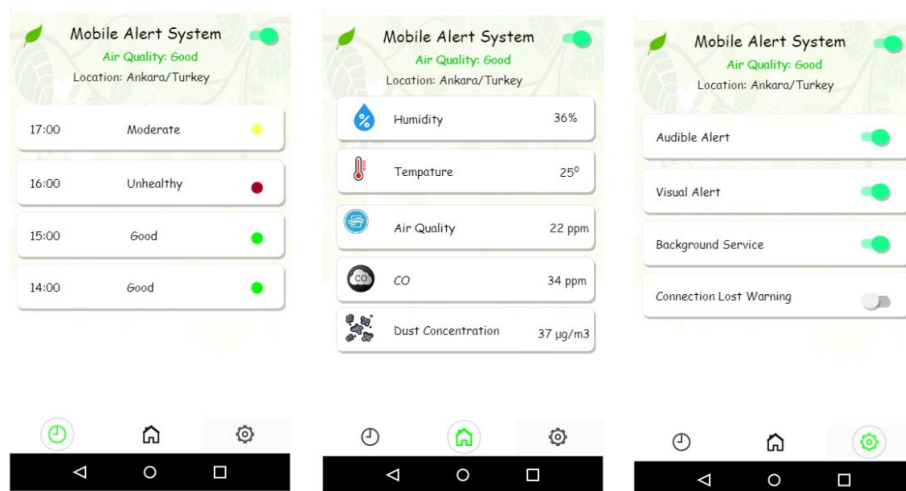 Mobile Alert System
Air Quality: Good
Location: Ankara/Turkey
17:00 Moderate
16:00 Unhealthy
15:00 Good
14:00 Good
Mobile Alert System
Air Quality: Good
Location: Ankara/Turkey
% Humidity 36%
Tempature 25°
Air Quality 22 ppm
CO CO 34 ppm
Dust Concentration 37 µg/m3
Mobile Alert System
Air Quality: Good
Location: Ankara/Turkey
Audible Alert
Visual Alert
Background Service
Connection Lost Warning